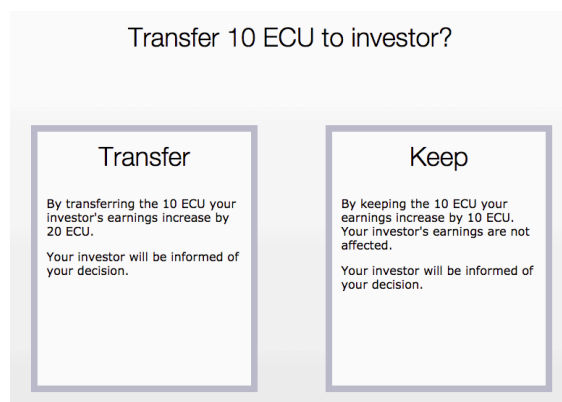 Transfer 10 ECU to investor?
Transfer
By transferring the 10 ECU your
investor's earnings increase by
20 ECU.
Your investor will be informed of
your decision.
Keep
By keeping the 10 ECU your
earnings increase by 10 ECU.
Your investor's earnings are not
affected.
Your investor will be informed of
your decision.